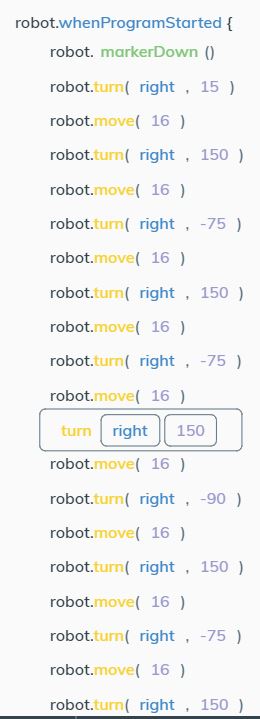 robot.whenProgramStarted {
robot. markerDown ()
robot.turn( right , 15 )
robot.move( 16 )
robot.turn( right , 150 )
robot.move( 16 )
robot.turn( right , -75 )
robot.move( 16 )
robot.turn( right , 150 )
robot.move( 16 )
robot.turn( right , -75 )
robot.move( 16 )
turn right 150
robot.move( 16 )
robot.turn( right , -90 )
robot.move( 16 )
robot.turn( right , 150 )
robot.move( 16 )
robot.turn( right , -75 )
robot.move( 16 )
robot.turn( right , 150 )